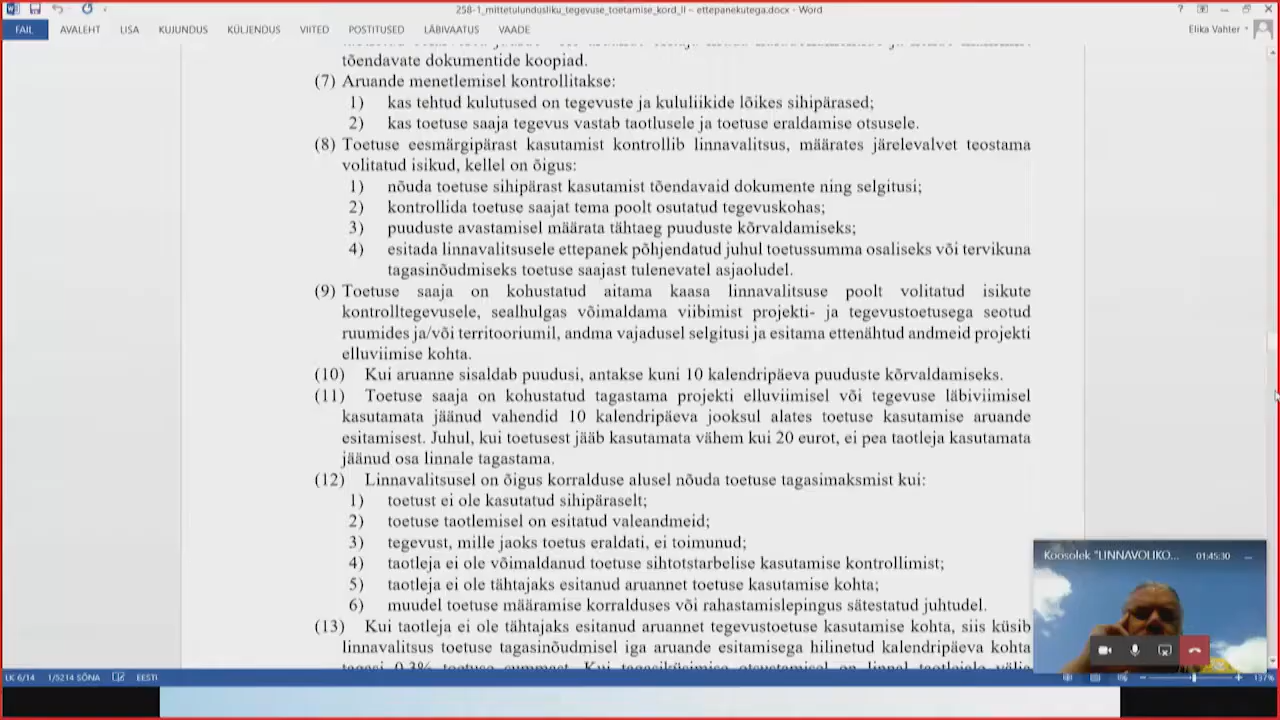 258-1_mittetulundusliku_tegevuse_toetamise_kord_II – ettepanekutega.docx - Word
FAIL AVALEHT LISA KUJUNDUS KÜLJENDUS VIITED POSTITUSED LÄBIVAATUS VAADE Elika Vahter
tõendavate dokumentide koopiad.
(7) Aruande menetlemisel kontrollitakse:
1) kas tehtud kulutused on tegevuste ja kululiikide lõikes sihipärased;
2) kas toetuse saaja tegevus vastab taotlusele ja toetuse eraldamise otsusele.
(8) Toetuse eesmärgipärast kasutamist kontrollib linnavalitsus, määrates järelevalvet teostama
volitatud isikud, kellel on õigus:
1) nõuda toetuse sihipärast kasutamist tõendavaid dokumente ning selgitusi;
2) kontrollida toetuse saajat tema poolt osutatud tegevuskohas;
3) puuduste avastamisel määrata tähtaeg puuduste kõrvaldamiseks;
4) esitada linnavalitsusele ettepanek põhjendatud juhul toetussumma osaliseks või tervikuna
tagasinõudmiseks toetuse saajast tulenevatel asjaoludel.
(9) Toetuse saaja on kohustatud aitama kaasa linnavalitsuse poolt volitatud isikute
kontrolltegevusele, sealhulgas võimaldama viibimist projekti- ja tegevustoetusega seotud
ruumides ja/või territooriumil, andma vajadusel selgitusi ja esitama ettenähtud andmeid projekti
elluviimise kohta.
(10) Kui aruanne sisaldab puudusi, antakse kuni 10 kalendripäeva puuduste kõrvaldamiseks.
(11) Toetuse saaja on kohustatud tagastama projekti elluviimisel või tegevuse läbiviimisel
kasutamata jäänud vahendid 10 kalendripäeva jooksul alates toetuse kasutamise aruande
esitamisest. Juhul, kui toetusest jääb kasutamata vähem kui 20 eurot, ei pea taotleja kasutamata
jäänud osa linnale tagastama.
(12) Linnavalitsusel on õigus korralduse alusel nõuda toetuse tagasimaksmist kui:
1) toetust ei ole kasutatud sihipäraselt;
2) toetuse taotlemisel on esitatud valeandmeid;
3) tegevust, mille jaoks toetus eraldati, ei toimunud;
4) taotleja ei ole võimaldanud toetuse sihtotstarbelise kasutamise kontrollimist;
5) taotleja ei ole tähtajaks esitanud aruannet toetuse kasutamise kohta;
6) muudel toetuse määramise korralduses või rahastamislepingus sätestatud juhtudel.
(13) Kui taotleja ei ole tähtajaks esitanud aruannet tegevustoetuse kasutamise kohta, siis küsib
linnavalitsus toetuse tagasinõudmisel iga aruande esitamisega hilinetud kalendripäeva kohta
tagasi 0,3% toetuse summast. Kui
Koosolek "LINNAVOLIKO... 01:45:30
LK 6/14 1/5214 SÕNA EESTI 137%